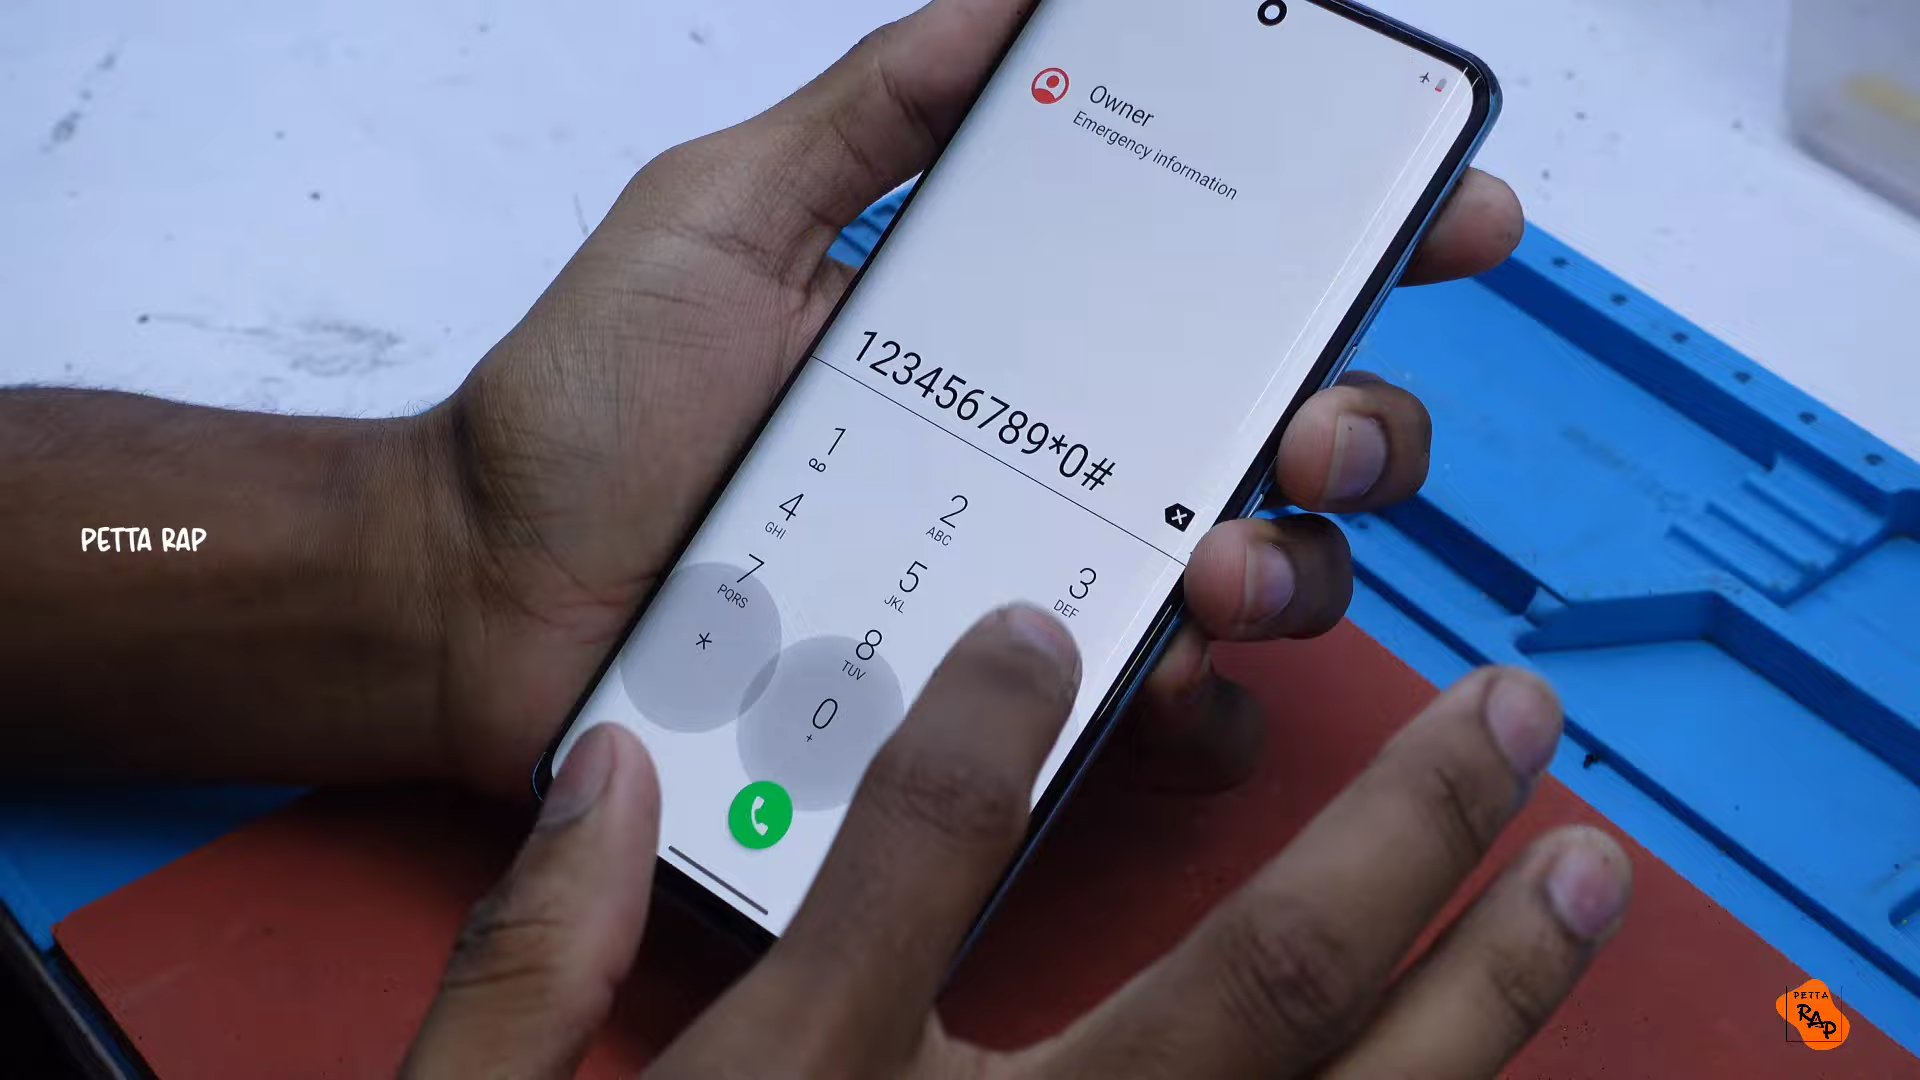 Owner
Emergency information
123456789*0#
1
2
ABC
3
DEF
4
GHI
5
JKL
7
PQRS
8
TUV
*
0
+
PETTA RAP
PETTA
RAP